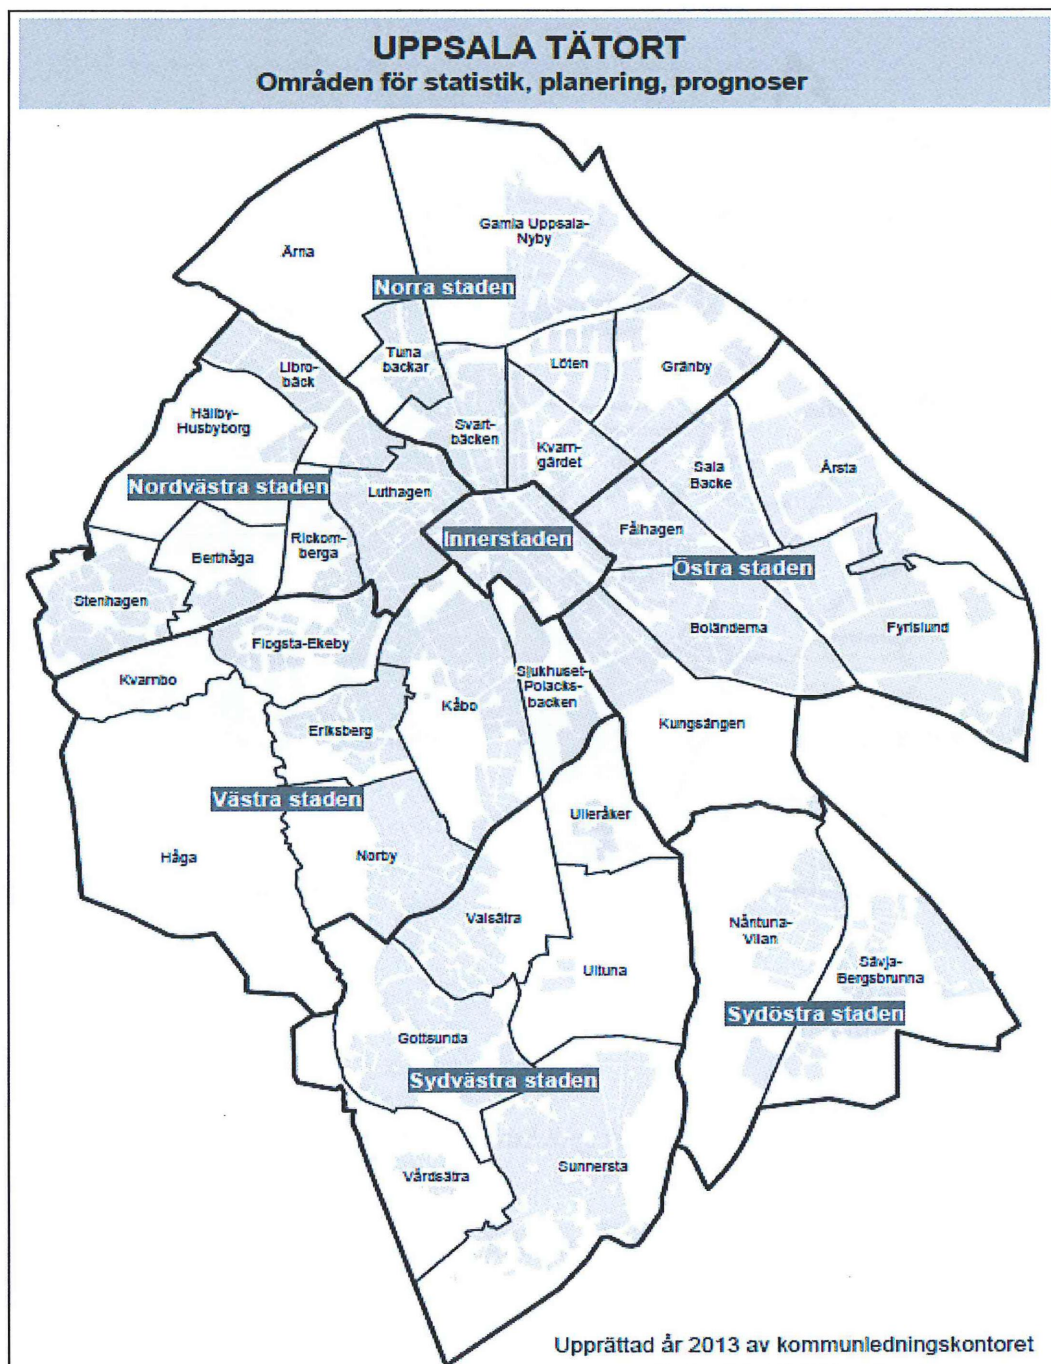 UPPSALA TÄTORT
Områden för statistik, planering, prognoser
Gamla Uppsala-
Nyby
Ärna
Norra staden
Tuna
backar
Löten
Gränby
Libro-
bäck
Hällby-
Husbyborg
Svart-
bäcken
Kvarn-
gärdet
Sala
Backe
Årsta
Nordvästra staden
Luthagen
Fålhagen
Innerstaden
Rickom-
berga
Berthåga
Östra staden
Stenhagen
Boländerna
Fyrislund
Flogsta-Ekeby
Kvarnbo
Sjukhuset-
Polacks-
backen
Kåbo
Eriksberg
Kungsängen
Västra staden
Ulleråker
Håga
Norby
Valsätra
Nåntuna-
Vilan
Sävja-
Bergsbrunna
Ultuna
Sydöstra staden
Gottsunda
Sydvästra staden
Vårdsätra
Sunnersta
Upprättad år 2013 av kommunledningskontoret